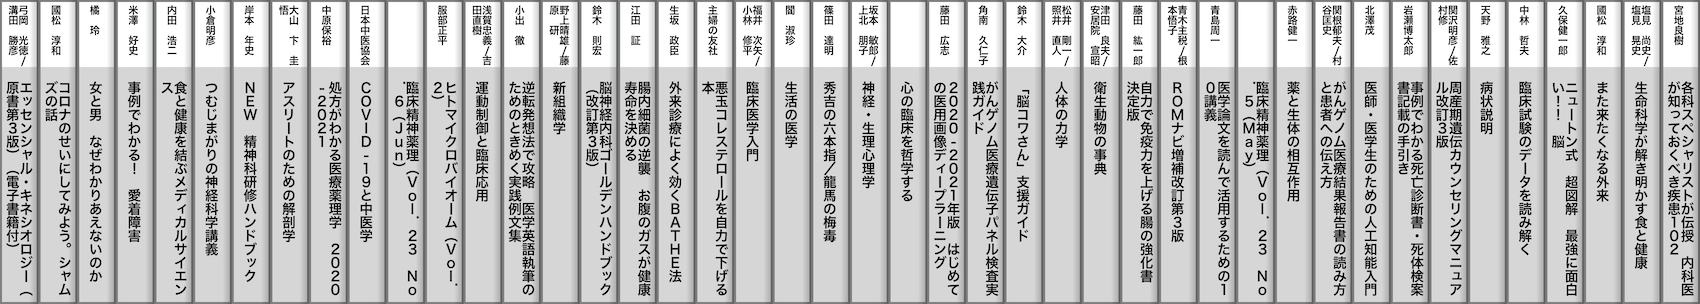 宮地良樹
各科スペシャリストが伝授　内科医
が知っておくべき疾患102
塩見　尚史／
塩見　晃史
生命科学が解き明かす食と健康
國松　淳和
また来たくなる外来
久保健一郎
ニュートン式　超図解　最強に面白
い！！　脳
中林　哲夫
臨床試験のデータを読み解く
天野　雅之
病状説明
関沢明彦／佐
村修
周産期遺伝カウンセリングマニュア
ル改訂3版
岩瀬博太郎
事例でわかる死亡診断書・死体検案
書記載の手引き
北澤茂
医師・医学生のための人工知能入門
関根郁夫／村
谷匡史
がんゲノム医療結果報告書の読み方
と患者への伝え方
赤路健一
薬と生体の相互作用
臨床精神薬理（Vol．23　No
．5（May）
青島周一
医学論文を読んで活用するための1
0講義
青木主税／根
本悟子
ROMナビ増補改訂第3版
藤田　紘一郎
自力で免疫力を上げる腸の強化書
決定版
津田　良夫／
安居院　宣昭
衛生動物の事典
松井　剛一／
照井　直人
人体の力学
鈴木　大介
「脳コワさん」支援ガイド
角南　久仁子
がんゲノム医療遺伝子パネル検査実
践ガイド
藤田　広志
2020-2021年版　はじめて
の医用画像ディープラーニング
心の臨床を哲学する
坂本　敏郎／
上北　朋子
神経・生理心理学
篠田　達明
秀吉の六本指／龍馬の梅毒
閻　淑珍
生活の医学
福井　次矢／
小林　修平
臨床医学入門
主婦の友社
悪玉コレステロールを自力で下げる
本
生坂　政臣
外来診療によく効くBATHE法
江田　証
腸内細菌の逆襲　お腹のガスが健康
寿命を決める
鈴木　則宏
脳神経内科ゴールデンハンドブック
（改訂第3版）
野上晴雄／藤
原　研
新組織学
小出　徹
逆転発想法で攻略　医学英語執筆の
ためのときめく実践例文集
浅賀忠義／吉
田直樹
運動制御と臨床応用
服部正平
ヒトマイクロバイオーム（Vol．
2）
臨床精神薬理（Vol．23　No
．6（Jun）
日本中医協会
COVID-19と中医学
中原保裕
処方がわかる医療薬理学　2020
-2021
大山　卞　圭
悟
アスリートのための解剖学
岸本　年史
NEW　精神科研修ハンドブック
小倉明彦
つむじまがりの神経科学講義
内田　浩二
食と健康を結ぶメディカルサイエン
ス
米澤　好史
事例でわかる！　愛着障害
橘　玲
女と男　なぜわかりあえないのか
國松　淳和
コロナのせいにしてみよう。シャム
ズの話
弓岡　光徳／
溝田　勝彦
エッセンシャル・キネシオロジー（
原書第3版）（電子書籍付）